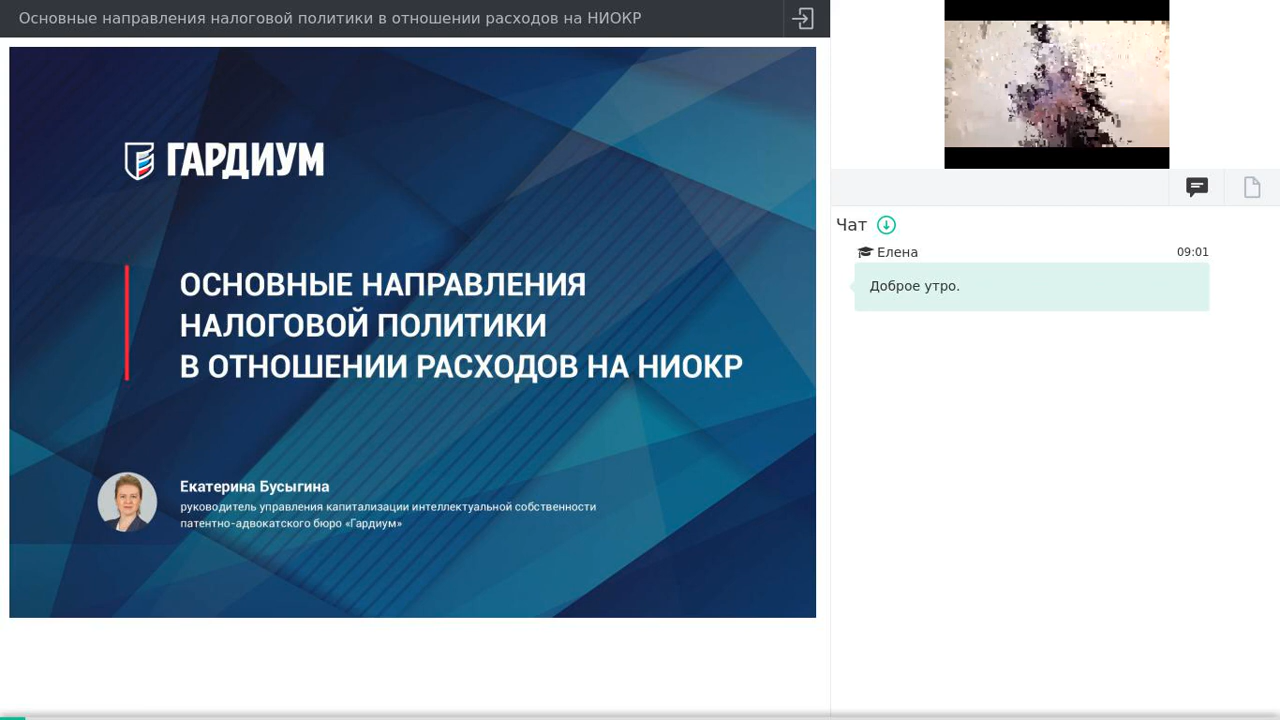 Основные направления налоговой политики в отношении расходов на НИОКР
ГАРДИУМ
ОСНОВНЫЕ НАПРАВЛЕНИЯ
НАЛОГОВОЙ ПОЛИТИКИ
В ОТНОШЕНИИ РАСХОДОВ НА НИОКР
Екатерина Бусыгина
руководитель управления капитализации интеллектуальной собственности
патентно-адвокатского бюро «Гардиум»
Чат
Елена 09:01
Доброе утро.